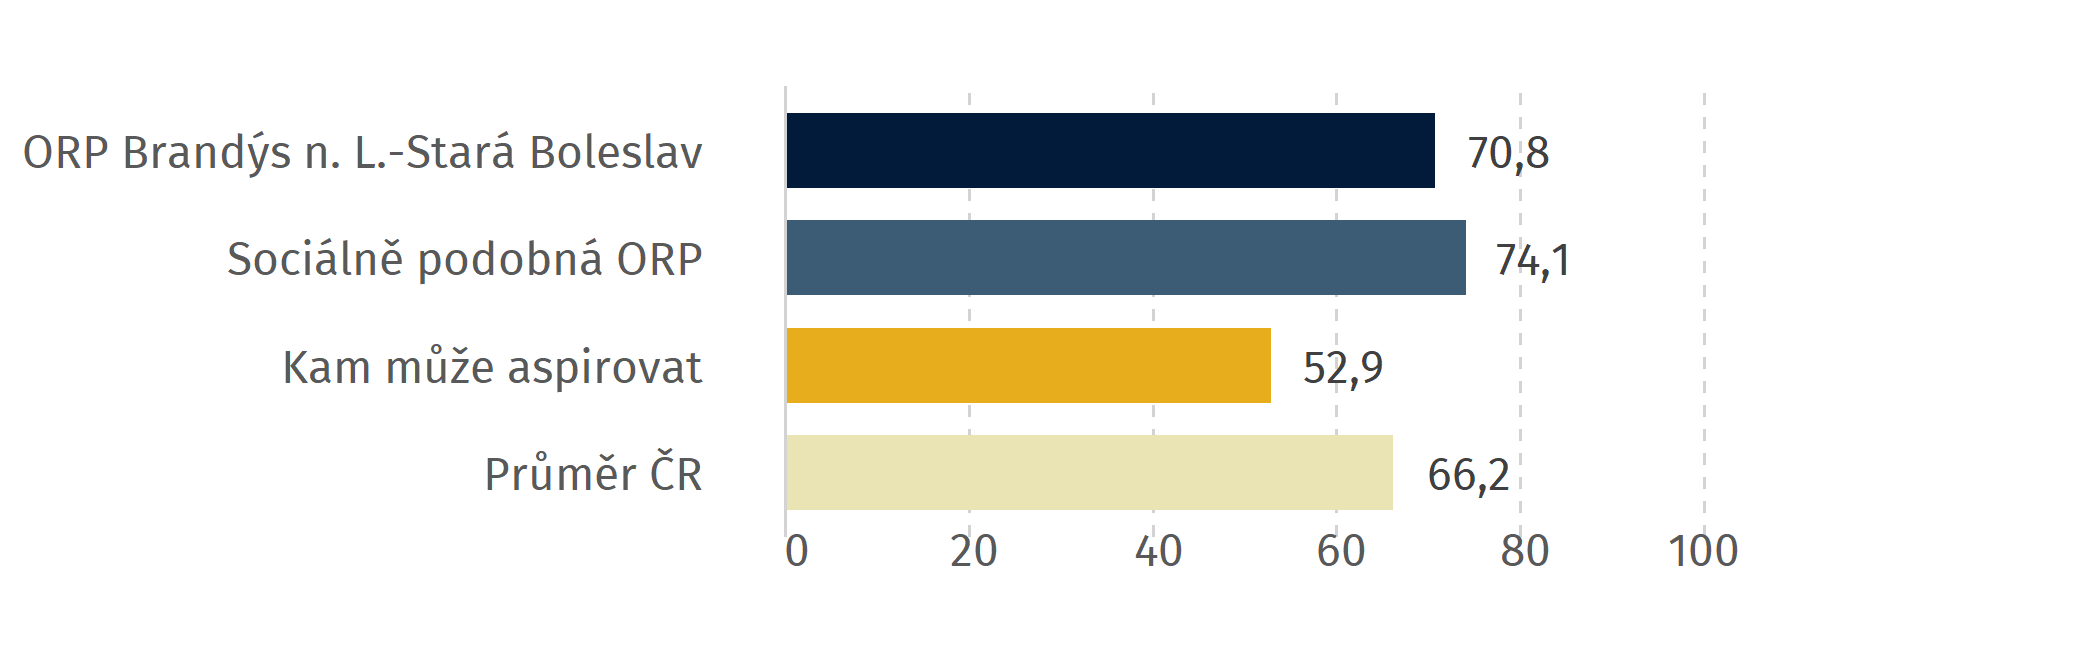 ORP Brandýs n. L.-Stará Boleslav 70,8
Sociálně podobná ORP 74,1
Kam může aspirovat 52,9
Průměr ČR 66,2
0 20 40 60 80 100